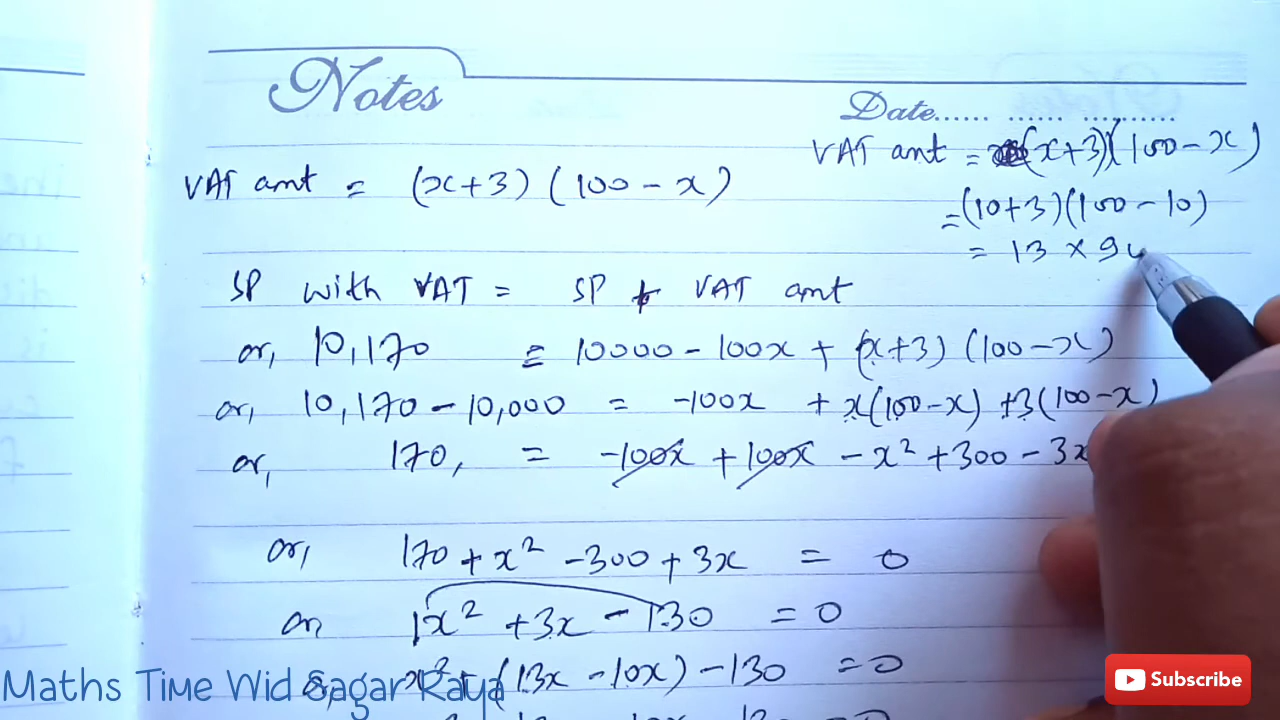 Notes
Date...... ...... ..........
VAT amt = (x+3)(100-x)
= (10+3)(100-10)
= 13 × 90
VAT amt = (x+3)(100-x)
SP with VAT = SP + VAT amt
or, 10,170 = 10000 - 100x + (x+3)(100-x)
or, 10,170 - 10,000 = -100x + x(100-x) + 3(100-x)
or, 170, = -100x + 100x - x² + 300 - 3x
or, 170 + x² - 300 + 3x = 0
or 1x² + 3x - 130 = 0
x² + (13x - 10x) - 130 = 0
Maths Time Wid Sagar Raya
Subscribe